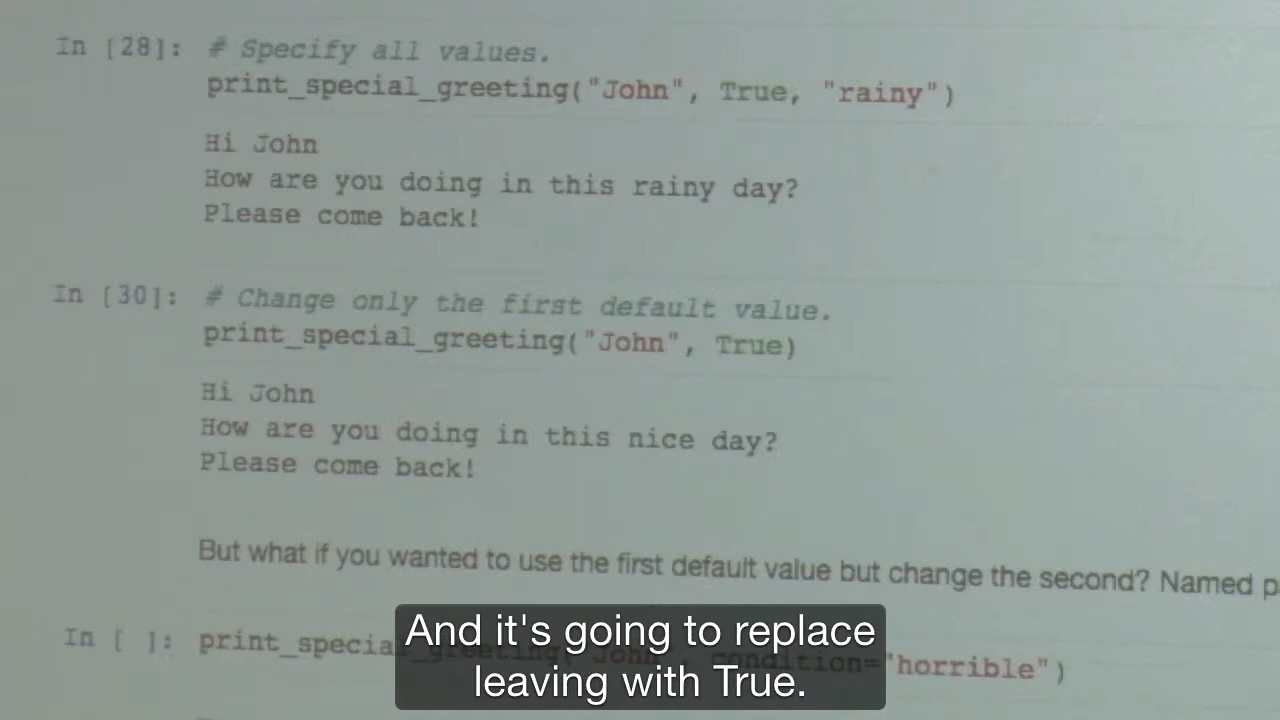 In [28]: # Specify all values.
print_special_greeting("John", True, "rainy")
Hi John
How are you doing in this rainy day?
Please come back!
In [30]: # Change only the first default value.
print_special_greeting("John", True)
Hi John
How are you doing in this nice day?
Please come back!
But what if you wanted to use the first default value but change the second? Named p
In [ ]: print_special_greeting("John", condition="horrible")
And it's going to replace
leaving with True.